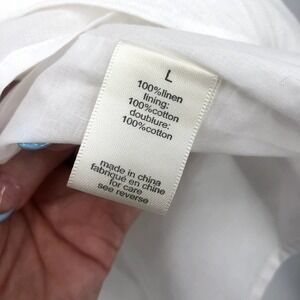 L
100%linen
lining:
100%cotton
doublure:
100%cotton
made in china
fabriqué en chine
for care
see reverse